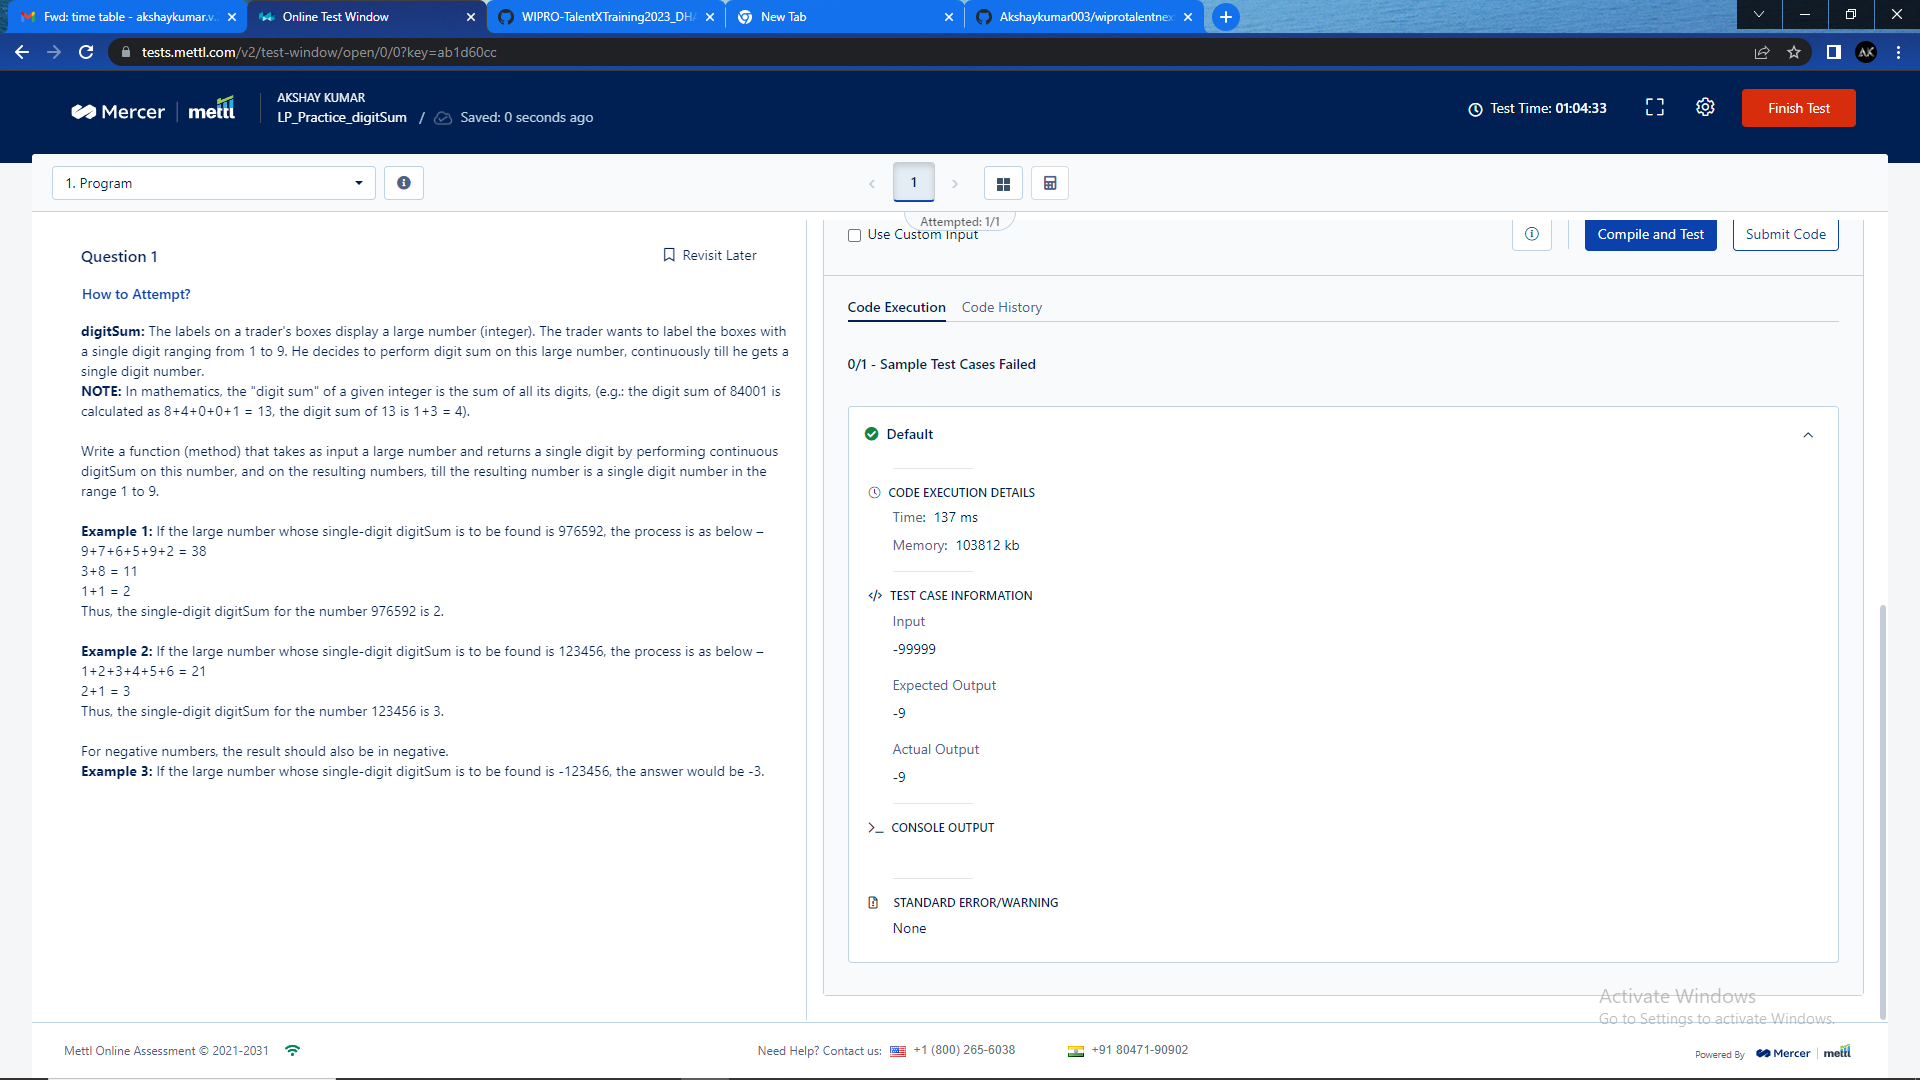 Fwd: time table - akshaykumar.v.
Online Test Window
WIPRO-TalentXTraining2023_DHA
New Tab
Akshaykumar003/wiprotalentnex
tests.mettl.com/v2/test-window/open/0/0?key=ab1d60cc
AK
Mercer | mettl
AKSHAY KUMAR
LP_Practice_digitSum / Saved: 0 seconds ago
Test Time: 01:04:33
Finish Test
1. Program
1
Attempted: 1/1
Question 1
Revisit Later
How to Attempt?
digitSum: The labels on a trader's boxes display a large number (integer). The trader wants to label the boxes with
a single digit ranging from 1 to 9. He decides to perform digit sum on this large number, continuously till he gets a
single digit number.
NOTE: In mathematics, the "digit sum" of a given integer is the sum of all its digits, (e.g.: the digit sum of 84001 is
calculated as 8+4+0+0+1 = 13, the digit sum of 13 is 1+3 = 4).
Write a function (method) that takes as input a large number and returns a single digit by performing continuous
digitSum on this number, and on the resulting numbers, till the resulting number is a single digit number in the
range 1 to 9.
Example 1: If the large number whose single-digit digitSum is to be found is 976592, the process is as below –
9+7+6+5+9+2 = 38
3+8 = 11
1+1 = 2
Thus, the single-digit digitSum for the number 976592 is 2.
Example 2: If the large number whose single-digit digitSum is to be found is 123456, the process is as below –
1+2+3+4+5+6 = 21
2+1 = 3
Thus, the single-digit digitSum for the number 123456 is 3.
For negative numbers, the result should also be in negative.
Example 3: If the large number whose single-digit digitSum is to be found is -123456, the answer would be -3.
Use Custom Input
Compile and Test
Submit Code
Code Execution
Code History
0/1 - Sample Test Cases Failed
Default
CODE EXECUTION DETAILS
Time: 137 ms
Memory: 103812 kb
</> TEST CASE INFORMATION
Input
-99999
Expected Output
-9
Actual Output
-9
>_ CONSOLE OUTPUT
STANDARD ERROR/WARNING
None
Activate Windows
Go to Settings to activate Windows.
Mettl Online Assessment © 2021-2031
Need Help? Contact us: +1 (800) 265-6038
+91 80471-90902
Powered By Mercer | mettl